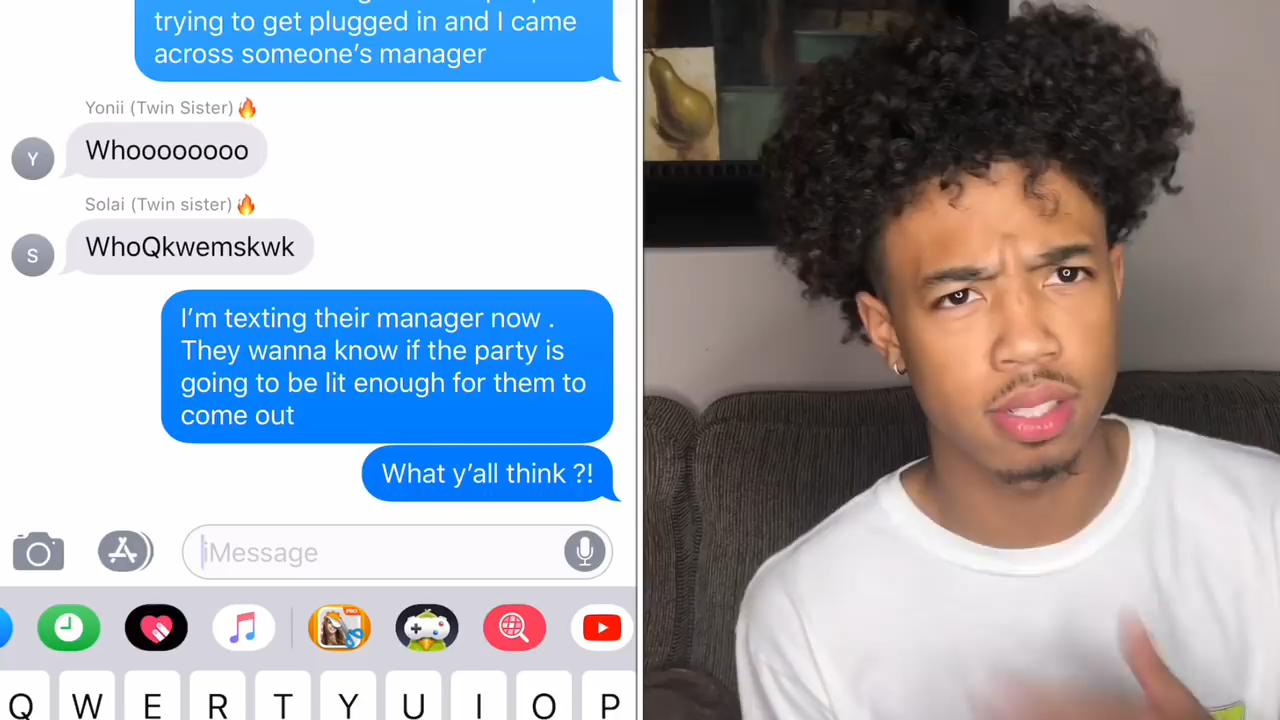 trying to get plugged in and I came
across someone's manager
Yonii (Twin Sister)🔥
Y
Whoooooooo
Solai (Twin sister)🔥
S
WhoQkwemskwk
I'm texting their manager now .
They wanna know if the party is
going to be lit enough for them to
come out
What y'all think ?!
iMessage
PRO
Q W E R T Y U I O P